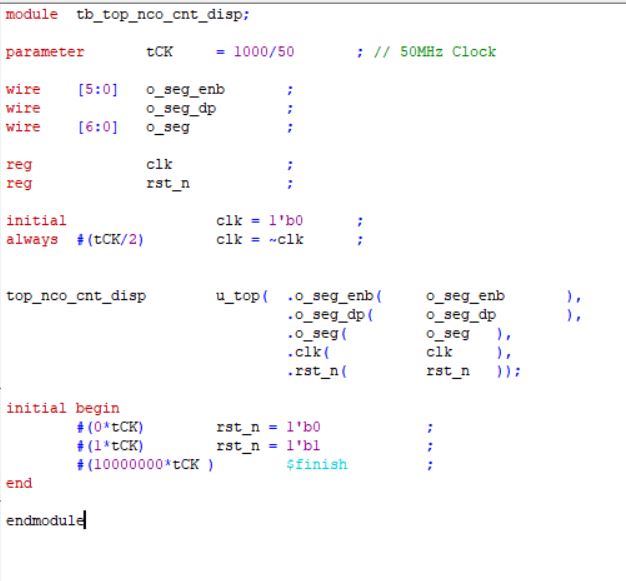 module tb_top_nco_cnt_disp;
parameter tCK = 1000/50 ; // 50MHz Clock
wire [5:0] o_seg_enb ;
wire o_seg_dp ;
wire [6:0] o_seg ;
reg clk ;
reg rst_n ;
initial clk = 1'b0 ;
always #(tCK/2) clk = ~clk ;
top_nco_cnt_disp u_top( .o_seg_enb( o_seg_enb ),
.o_seg_dp( o_seg_dp ),
.o_seg( o_seg ),
.clk( clk ),
.rst_n( rst_n ));
initial begin
#(0*tCK) rst_n = 1'b0 ;
#(1*tCK) rst_n = 1'b1 ;
#(10000000*tCK ) $finish ;
end
endmodule